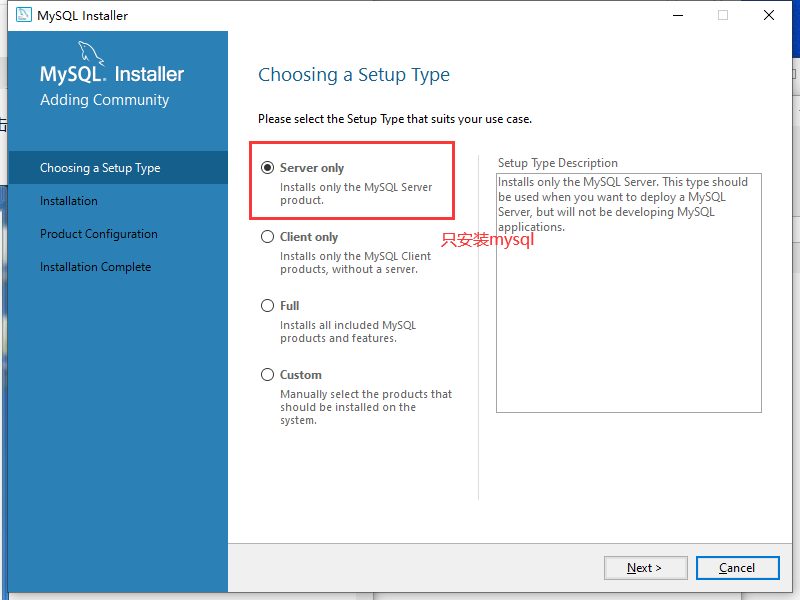 MySQL Installer
MySQL. Installer
Adding Community
Choosing a Setup Type
Installation
Product Configuration
Installation Complete
Choosing a Setup Type
Please select the Setup Type that suits your use case.
Server only
Installs only the MySQL Server
product.
Client only
Installs only the MySQL Client
products, without a server.
Full
Installs all included MySQL
products and features.
Custom
Manually select the products that
should be installed on the
system.
Setup Type Description
Installs only the MySQL Server. This type should
be used when you want to deploy a MySQL
Server, but will not be developing MySQL
applications.
只安装mysql
Next >
Cancel